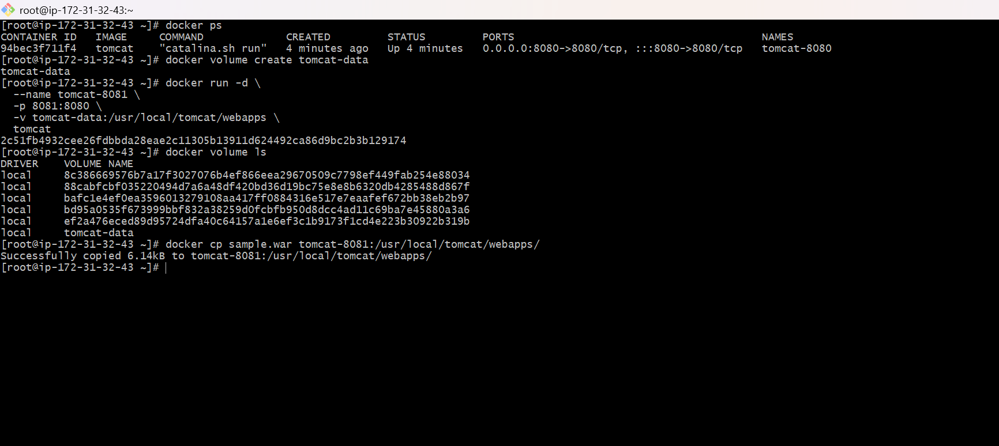 root@ip-172-31-32-43:~
[root@ip-172-31-32-43 ~]# docker ps
CONTAINER ID   IMAGE     COMMAND             CREATED         STATUS         PORTS                                       NAMES
94bec3f711f4   tomcat    "catalina.sh run"   4 minutes ago   Up 4 minutes   0.0.0.0:8080->8080/tcp, :::8080->8080/tcp   tomcat-8080
[root@ip-172-31-32-43 ~]# docker volume create tomcat-data
tomcat-data
[root@ip-172-31-32-43 ~]# docker run -d \
  --name tomcat-8081 \
  -p 8081:8080 \
  -v tomcat-data:/usr/local/tomcat/webapps \
  tomcat
2c51fb4932cee26fdbbda28eae2c11305b13911d624492ca86d9bc2b3b129174
[root@ip-172-31-32-43 ~]# docker volume ls
DRIVER    VOLUME NAME
local     8c386669576b7a17f3027076b4ef866eea29670509c7798ef449fab254e88034
local     88cabfcbf035220494d7a6a48df420bd36d19bc75e8e8b6320db4285488d867f
local     bafc1e4ef0ea3596013279108aa417ff0884316e517e7eaafef672bb38eb2b97
local     bd95a0535f673999bbf832a38259d0fcbfb950d8dcc4ad11c69ba7e45880a3a6
local     ef2a476eced89d95724dfa40c64157a1e6ef3c1b9173f1cd4e223b30922b319b
local     tomcat-data
[root@ip-172-31-32-43 ~]# docker cp sample.war tomcat-8081:/usr/local/tomcat/webapps/
Successfully copied 6.14kB to tomcat-8081:/usr/local/tomcat/webapps/
[root@ip-172-31-32-43 ~]#